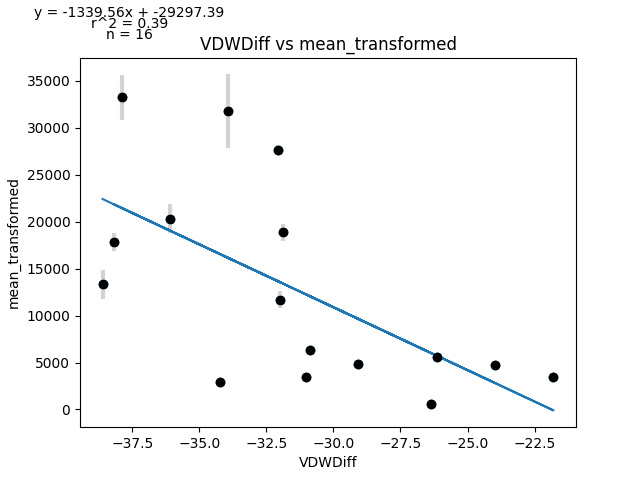 y = -1339.56x + -29297.39
r^2 = 0.39
n = 16
VDWDiff vs mean_transformed
mean_transformed
35000
30000
25000
20000
15000
10000
5000
0
−37.5 −35.0 −32.5 −30.0 −27.5 −25.0 −22.5
VDWDiff